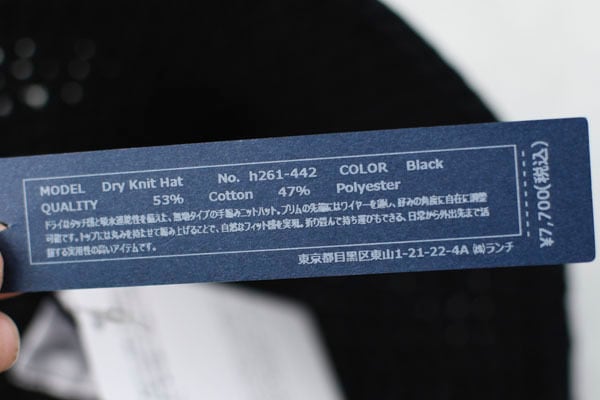 MODEL Dry Knit Hat No. h261-442 COLOR Black
QUALITY 53% Cotton 47% Polyester
ドライなタッチ感と吸水速乾性を備えた、無地タイプの手編みニットハット。ブリムの先端にはワイヤーを通し、好みの角度に自在に調整
可能です。トップには丸みを持たせて編み上げることで、自然なフィット感を実現。折り畳んで持ち運びもできる、日常から外出先まで活
躍する実用性の高いアイテムです。
東京都目黒区東山1-21-22-4A ㈱ランチ
¥7,700(税込)